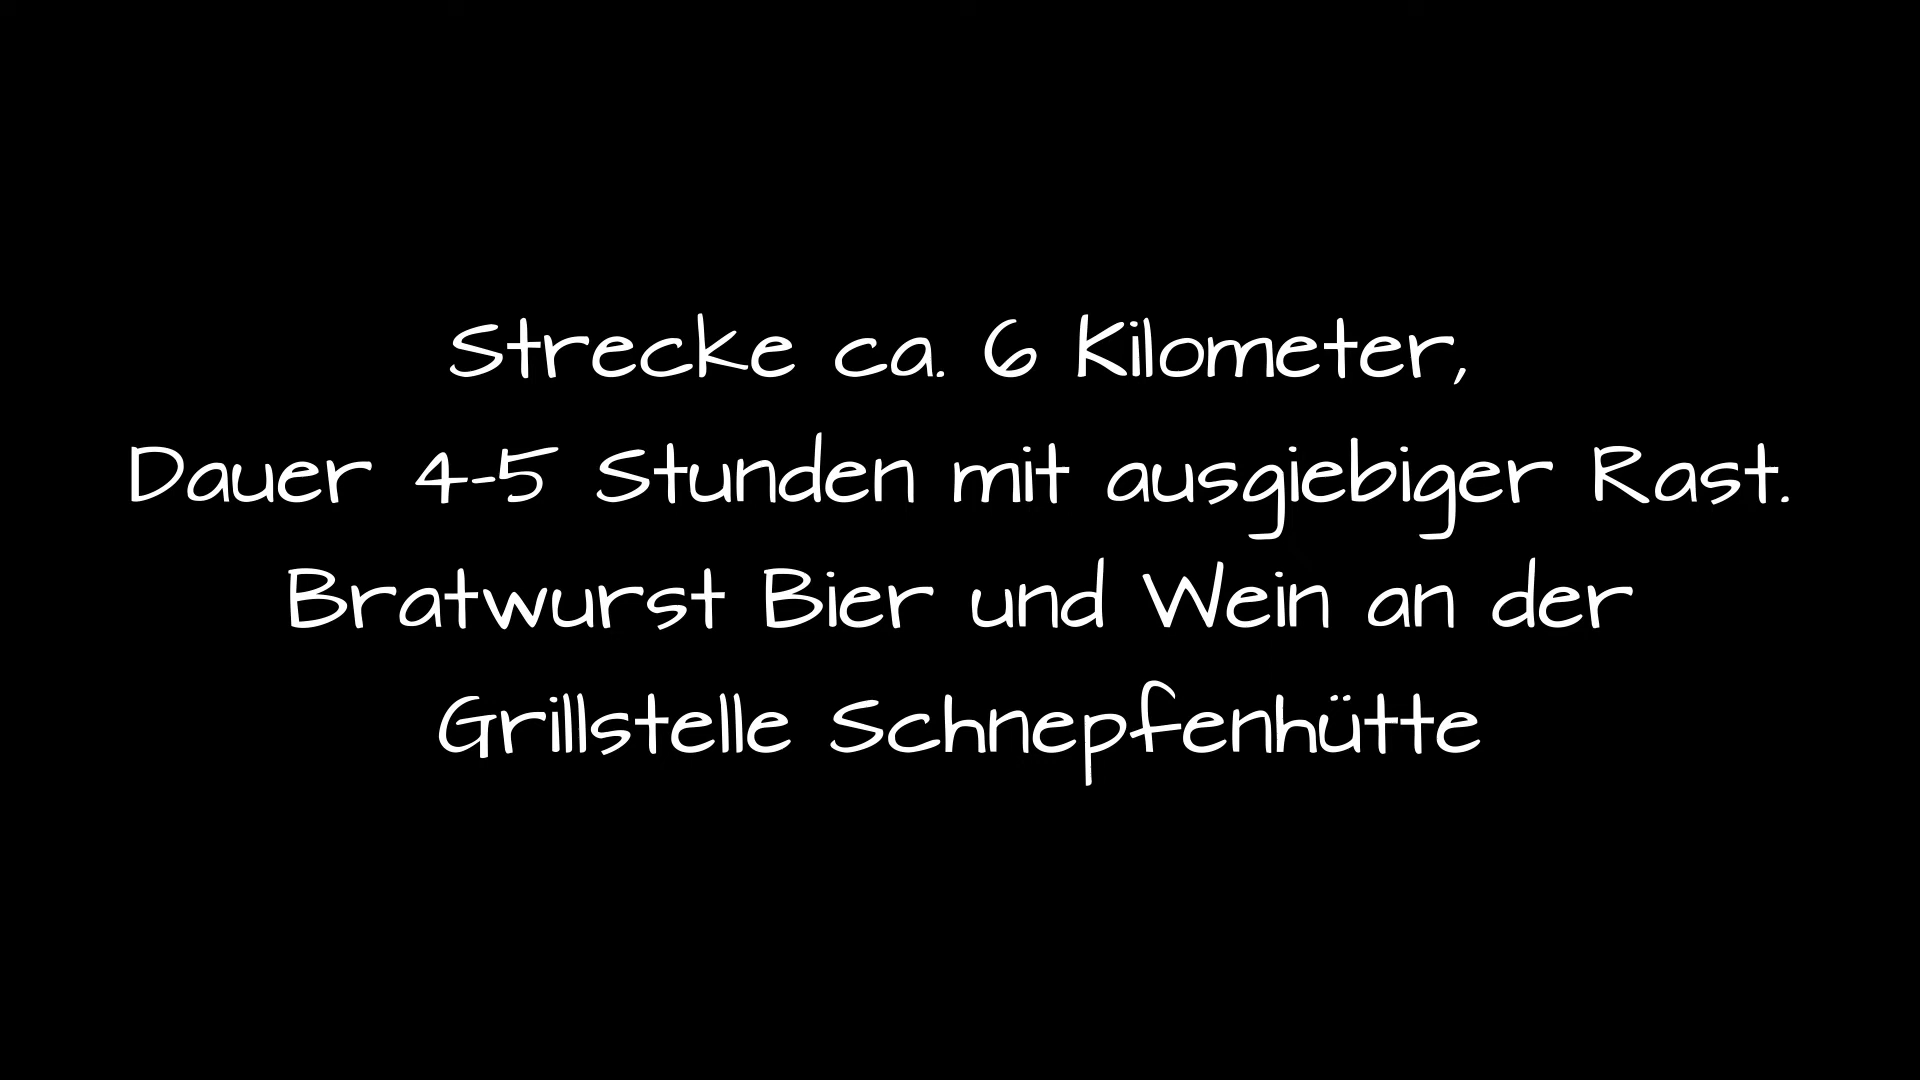 Strecke ca. 6 Kilometer,
Dauer 4-5 Stunden mit ausgiebiger Rast.
Bratwurst Bier und Wein an der
Grillstelle Schnepfenhütte